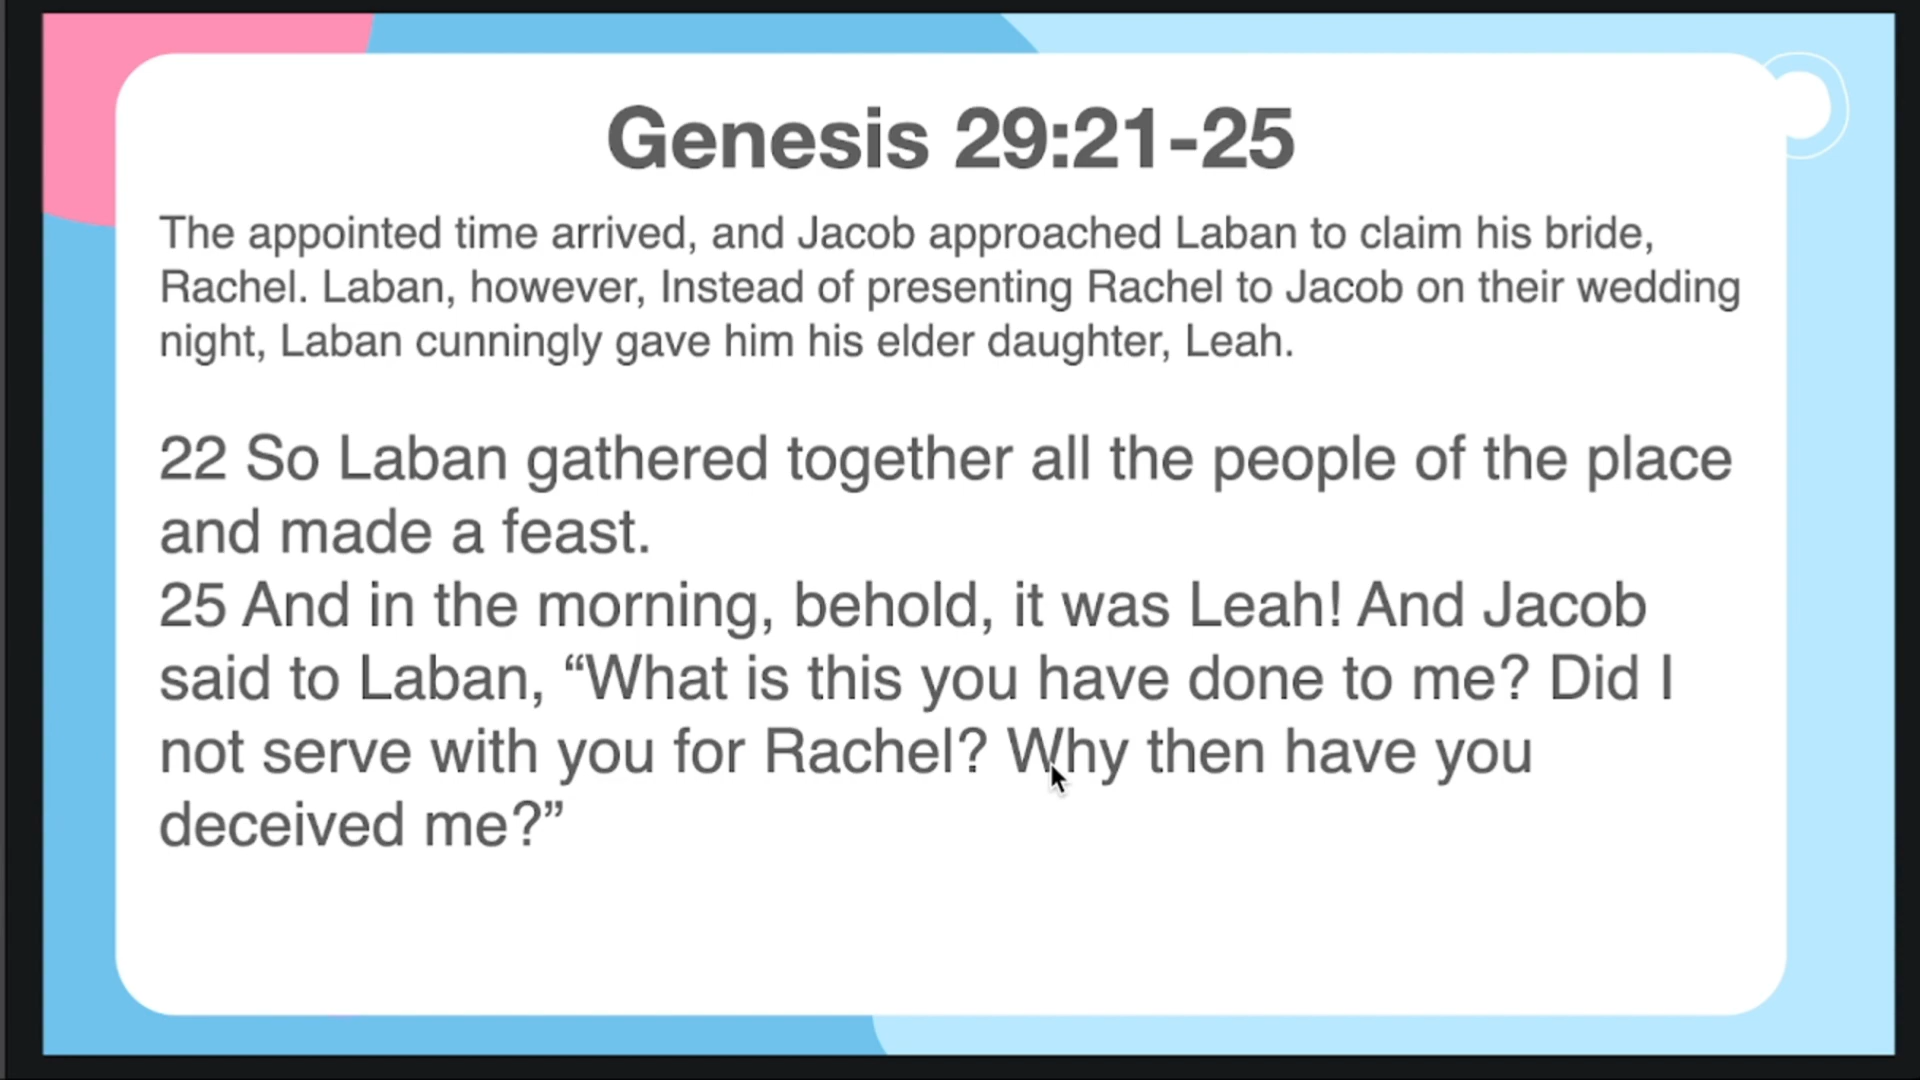 Genesis 29:21-25
The appointed time arrived, and Jacob approached Laban to claim his bride,
Rachel. Laban, however, Instead of presenting Rachel to Jacob on their wedding
night, Laban cunningly gave him his elder daughter, Leah.
22 So Laban gathered together all the people of the place
and made a feast.
25 And in the morning, behold, it was Leah! And Jacob
said to Laban, “What is this you have done to me? Did I
not serve with you for Rachel? Why then have you
deceived me?”